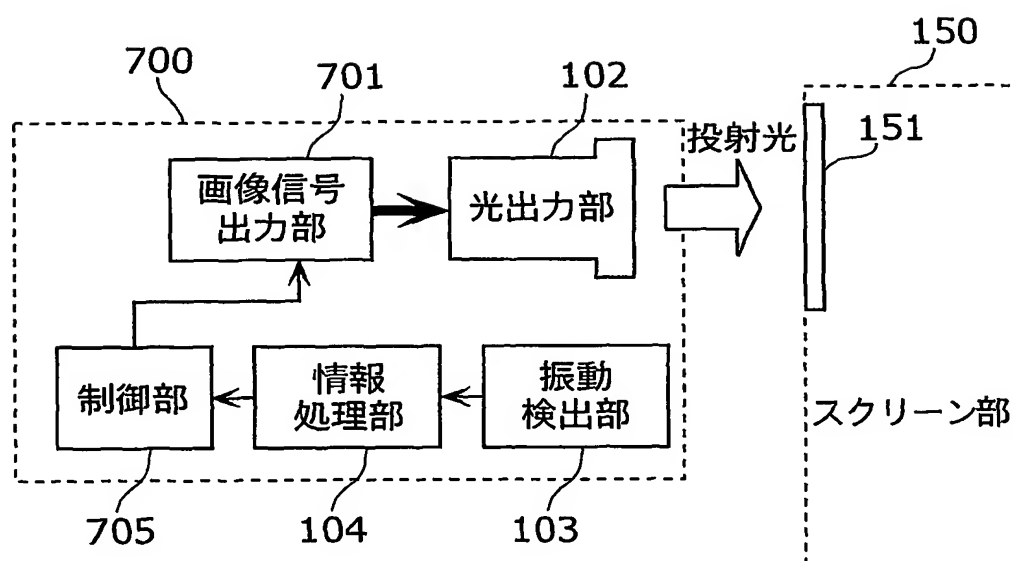 150
700
701
102
投射光
151
画像信号
出力部
光出力部
制御部
情報
処理部
振動
検出部
スクリーン部
705
104
103